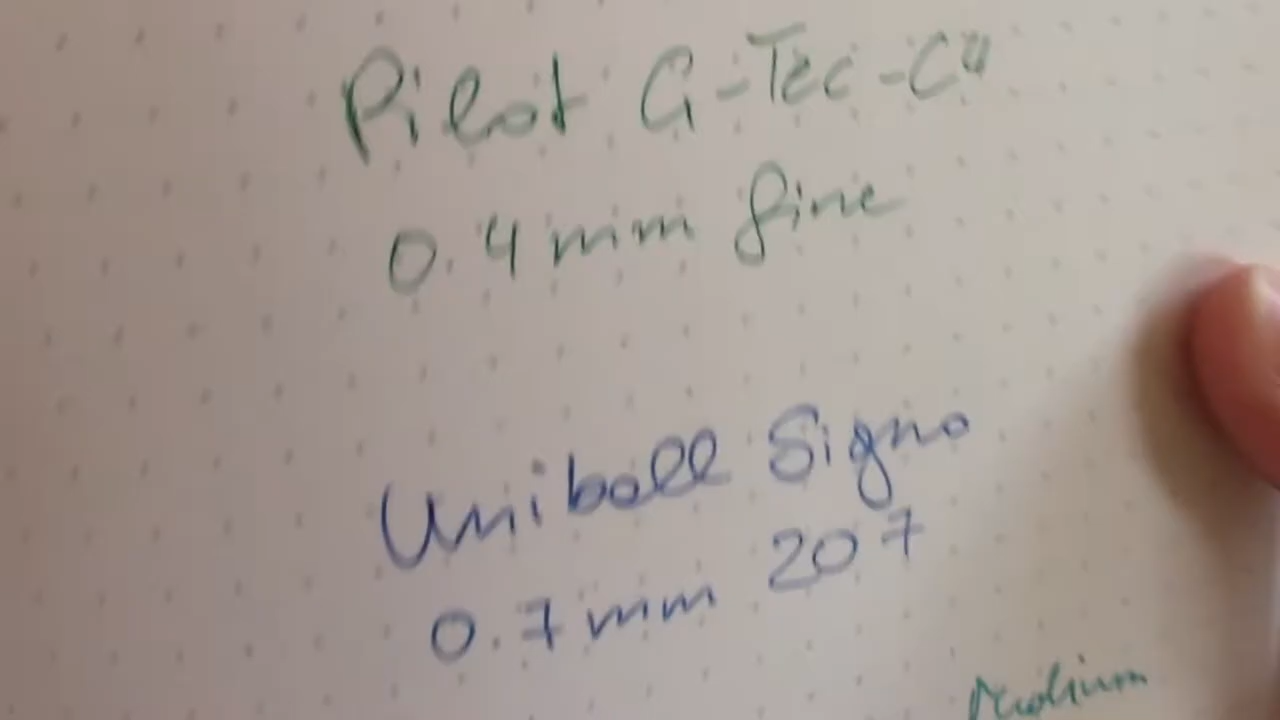 Pilot G-Tec-C4
0.4mm fine
Uniball Signo
0.7mm 207
Medium